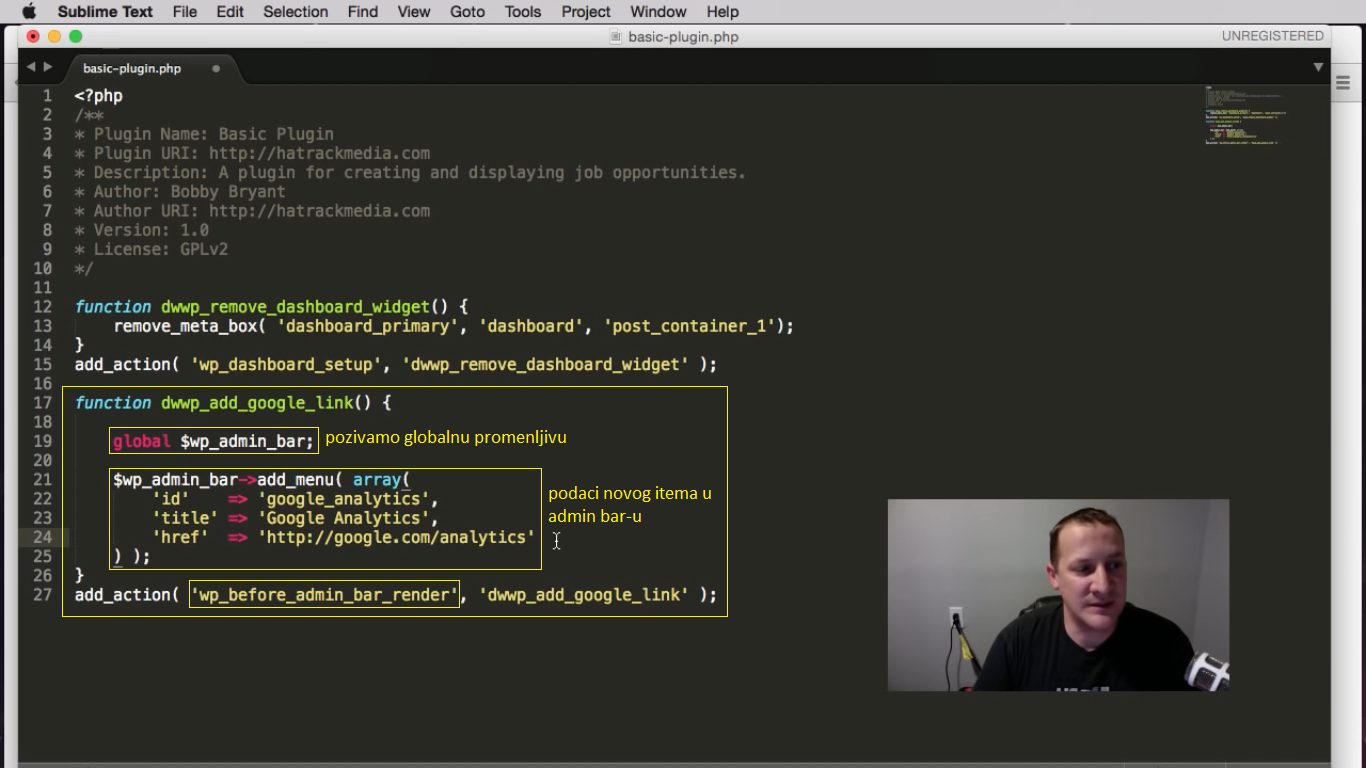 Sublime Text File Edit Selection Find View Goto Tools Project Window Help
basic-plugin.php UNREGISTERED
basic-plugin.php
1 <?php
2 /**
3 * Plugin Name: Basic Plugin
4 * Plugin URI: http://hatrackmedia.com
5 * Description: A plugin for creating and displaying job opportunities.
6 * Author: Bobby Bryant
7 * Author URI: http://hatrackmedia.com
8 * Version: 1.0
9 * License: GPLv2
10 */
11
12 function dwwp_remove_dashboard_widget() {
13 remove_meta_box( 'dashboard_primary', 'dashboard', 'post_container_1');
14 }
15 add_action( 'wp_dashboard_setup', 'dwwp_remove_dashboard_widget' );
16
17 function dwwp_add_google_link() {
18
19 global $wp_admin_bar; pozivamo globalnu promenljivu
20
21 $wp_admin_bar->add_menu( array(
22 'id' => 'google_analytics',
23 'title' => 'Google Analytics',
24 'href' => 'http://google.com/analytics'
25 ) );
podaci novog itema u
admin bar-u
26 }
27 add_action( 'wp_before_admin_bar_render', 'dwwp_add_google_link' );